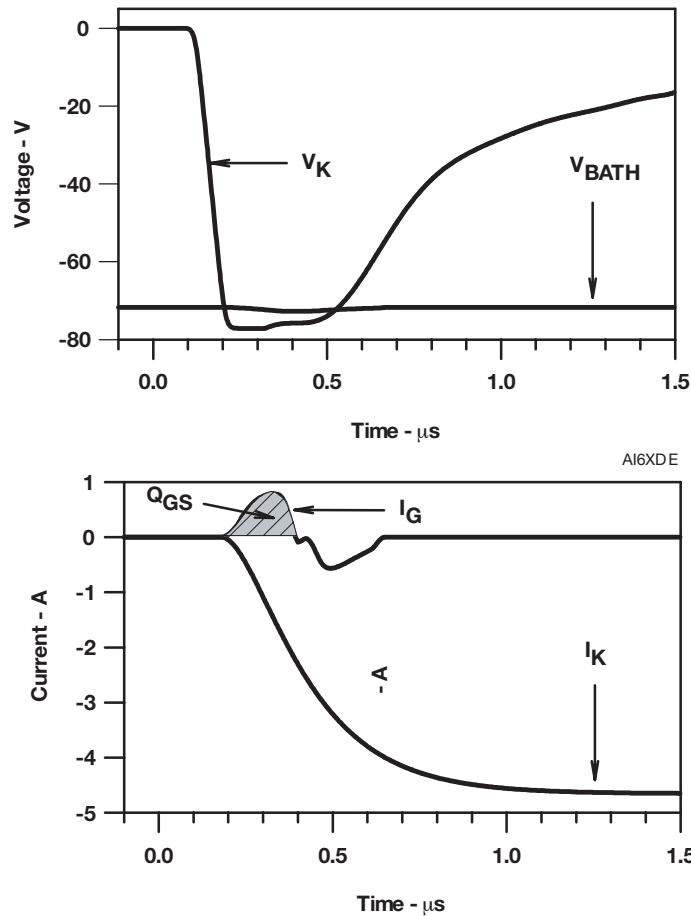 0
-20
-40
-60
-80
Voltage - V
V_K
V_BATH
0.0 0.5 1.0 1.5
Time - μs
AI6XDE
1
0
-1
-2
-3
-4
-5
Current - A
Q_GS
I_G
- A
I_K
0.0 0.5 1.0 1.5
Time - μs